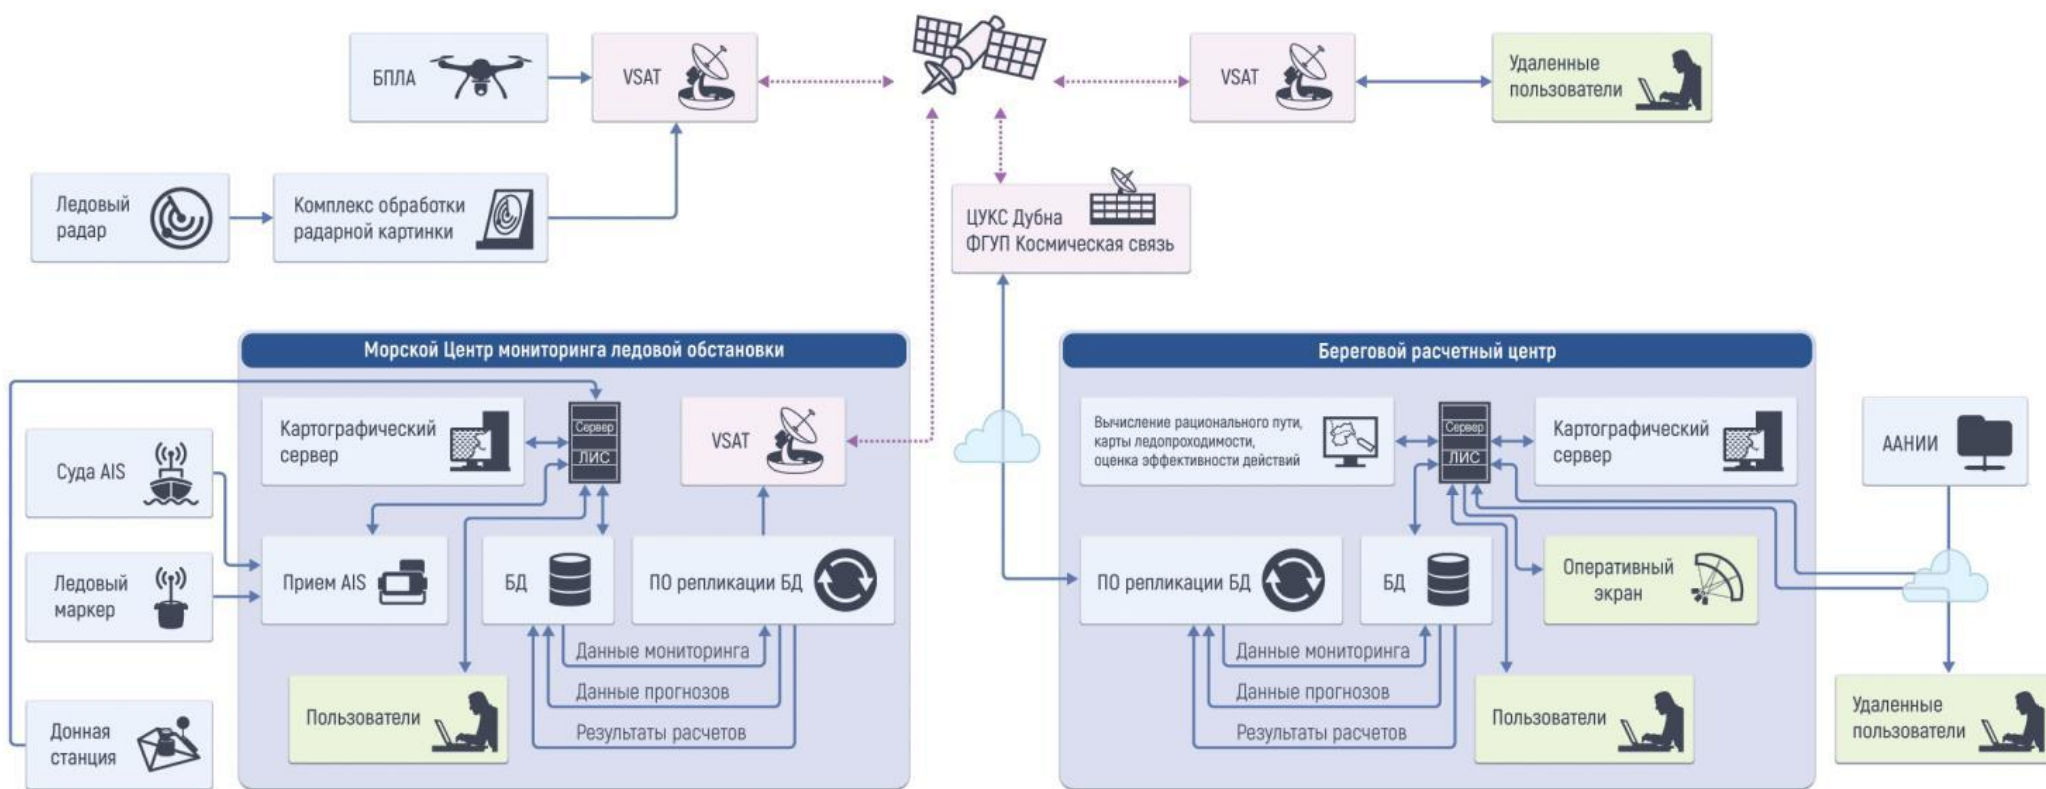 БПЛА
VSAT
VSAT
Удаленные
пользователи
Ледовый
радар
Комплекс обработки
радарной картинки
ЦУКС Дубна
ФГУП Космическая связь
Морской Центр мониторинга ледовой обстановки
Картографический
сервер
Сервер
ЛИС
VSAT
Суда AIS
Ледовый
маркер
Прием AIS
БД
ПО репликации БД
Данные мониторинга
Данные прогнозов
Результаты расчетов
Пользователи
Донная
станция
Береговой расчетный центр
Вычисление рационального пути,
карты ледопроходимости,
оценка эффективности действий
Сервер
ЛИС
Картографический
сервер
ААНИИ
ПО репликации БД
БД
Оперативный
экран
Данные мониторинга
Данные прогнозов
Результаты расчетов
Пользователи
Удаленные
пользователи